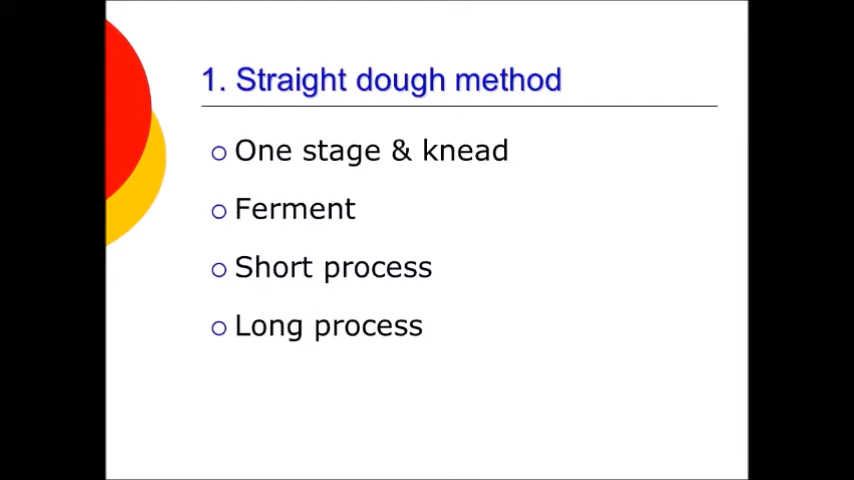 1. Straight dough method
One stage & knead
Ferment
Short process
Long process